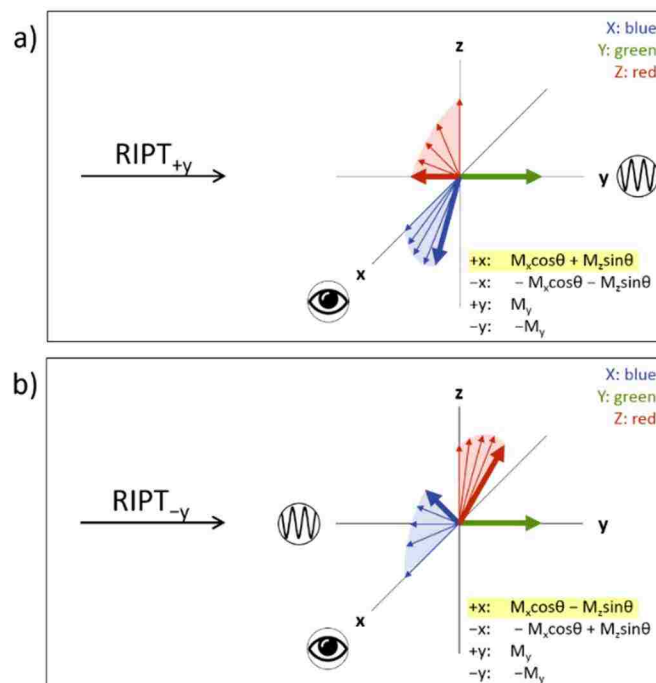 a)
X: blue
Y: green
Z: red
z
RIPT+y
y
x
+x: Mxcosθ + Mzsinθ
−x: − Mxcosθ − Mzsinθ
+y: My
−y: −My
b)
X: blue
Y: green
Z: red
z
RIPT−y
y
x
+x: Mxcosθ − Mzsinθ
−x: − Mxcosθ + Mzsinθ
+y: My
−y: −My